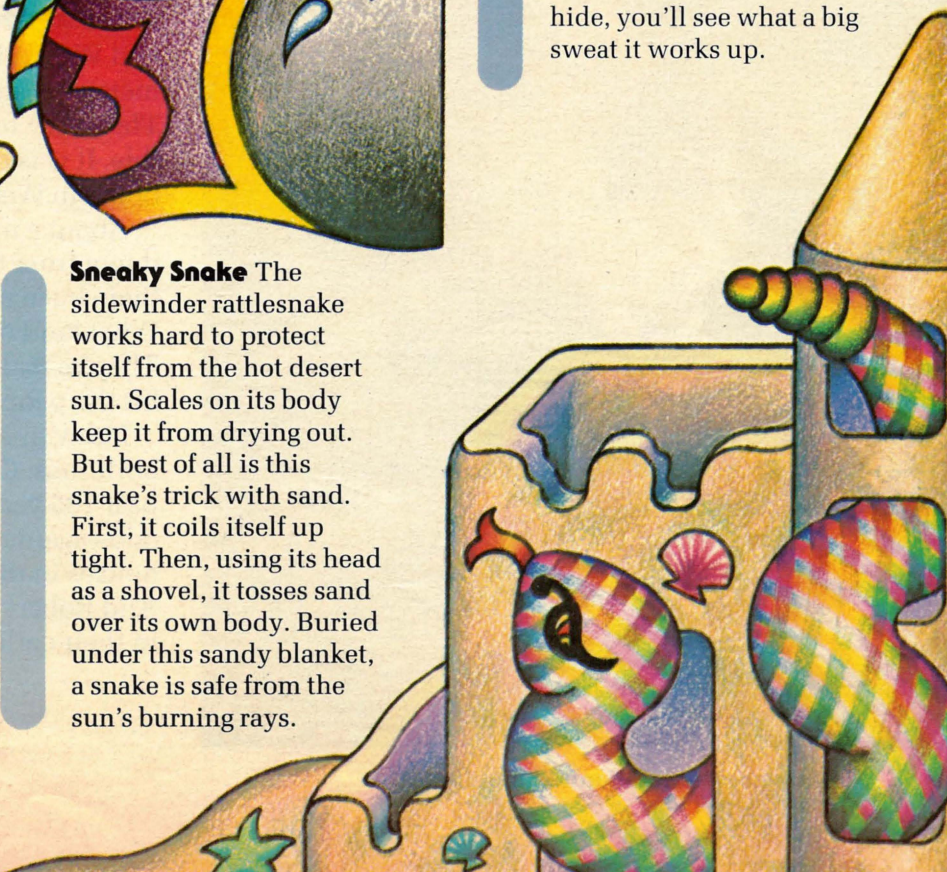 3
hide, you'll see what a big
sweat it works up.
Sneaky Snake The
sidewinder rattlesnake
works hard to protect
itself from the hot desert
sun. Scales on its body
keep it from drying out.
But best of all is this
snake's trick with sand.
First, it coils itself up
tight. Then, using its head
as a shovel, it tosses sand
over its own body. Buried
under this sandy blanket,
a snake is safe from the
sun's burning rays.